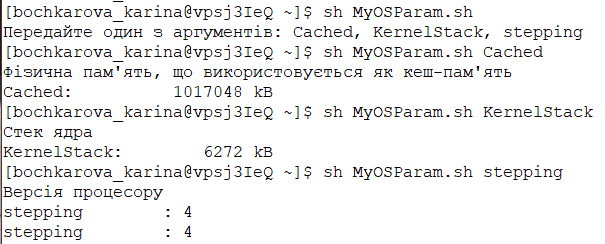 [bochkarova_karina@vpsj3IeQ ~]$ sh MyOSParam.sh
Передайте один з аргументів: Cached, KernelStack, stepping
[bochkarova_karina@vpsj3IeQ ~]$ sh MyOSParam.sh Cached
Фізична пам'ять, що використовується як кеш-пам'ять
Cached:          1017048 kB
[bochkarova_karina@vpsj3IeQ ~]$ sh MyOSParam.sh KernelStack
Стек ядра
KernelStack:        6272 kB
[bochkarova_karina@vpsj3IeQ ~]$ sh MyOSParam.sh stepping
Версія процесору
stepping        : 4
stepping        : 4